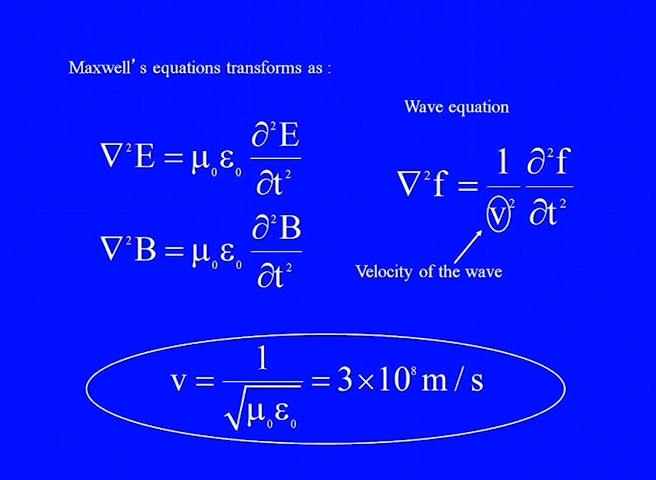 Maxwell's equations transforms as :
∇²E = μ₀ε₀ ∂²E/∂t²
∇²B = μ₀ε₀ ∂²B/∂t²
Wave equation
∇²f = 1/v² ∂²f/∂t²
Velocity of the wave
v = 1/√μ₀ε₀ = 3×10⁸ m / s